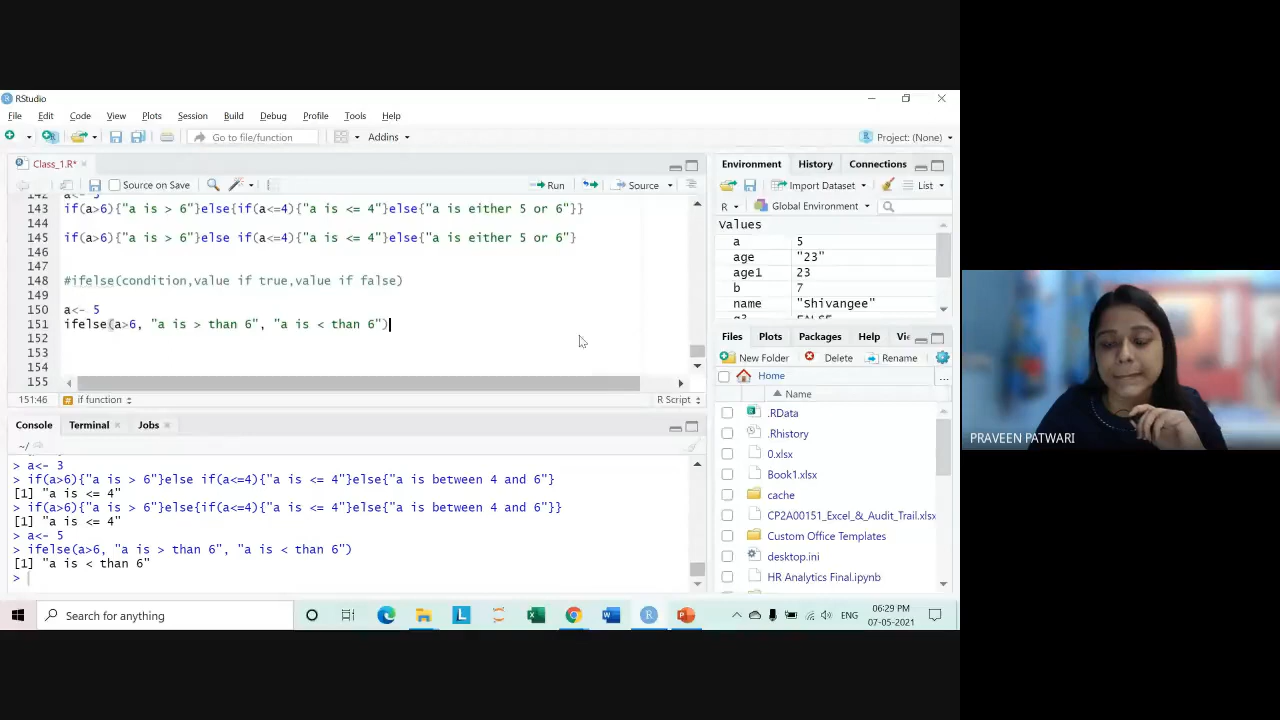 RStudio
File Edit Code View Plots Session Build Debug Profile Tools Help
Go to file/function
Addins
Project: (None)
Class_1.R*
Source on Save
Run
Source
142 a<- 5
143 if(a>6){"a is > 6"}else{if(a<=4){"a is <= 4"}else{"a is either 5 or 6"}}
144
145 if(a>6){"a is > 6"}else if(a<=4){"a is <= 4"}else{"a is either 5 or 6"}
146
147
148 #ifelse(condition,value if true,value if false)
149
150 a<- 5
151 ifelse(a>6, "a is > than 6", "a is < than 6")
152
153
154
155
151:46
if function
R Script
Console Terminal Jobs
~/
> a<- 3
> if(a>6){"a is > 6"}else if(a<=4){"a is <= 4"}else{"a is between 4 and 6"}
[1] "a is <= 4"
> if(a>6){"a is > 6"}else{if(a<=4){"a is <= 4"}else{"a is between 4 and 6"}}
[1] "a is <= 4"
> a<- 5
> ifelse(a>6, "a is > than 6", "a is < than 6")
[1] "a is < than 6"
>
Environment History Connections
Import Dataset
List
R
Global Environment
Values
a 5
age "23"
age1 23
b 7
name "Shivangee"
Files Plots Packages Vie
New Folder Delete Rename
Home
...
Name
.RData
.Rhistory
0.xlsx
Book1.xlsx
cache
CP2A00151_Excel_&_Audit_Trail.xlsx
Custom Office Templates
desktop.ini
HR Analytics Final.ipynb
PRAVEEN PATWARI
Search for anything
ENG
06:29 PM
07-05-2021